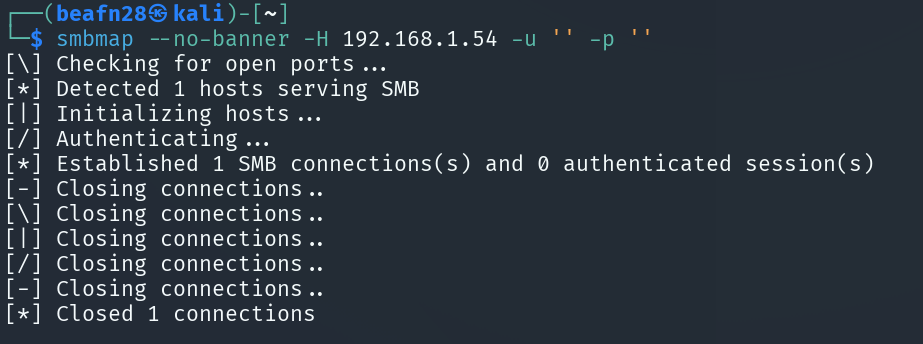 ┌──(beafn28㉿kali)-[~]
└─$ smbmap --no-banner -H 192.168.1.54 -u '' -p ''
[\] Checking for open ports...
[*] Detected 1 hosts serving SMB
[|] Initializing hosts...
[/] Authenticating...
[*] Established 1 SMB connections(s) and 0 authenticated session(s)
[-] Closing connections..
[\] Closing connections..
[|] Closing connections..
[/] Closing connections..
[-] Closing connections..
[*] Closed 1 connections